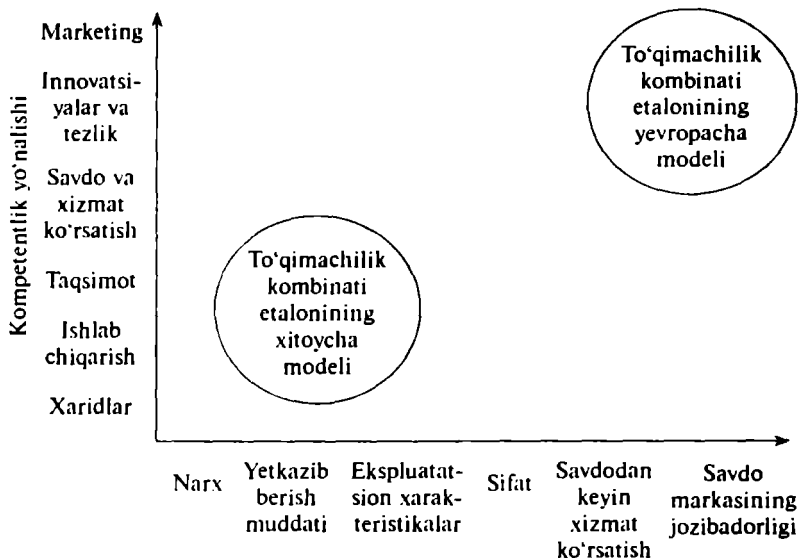 Kompetentlik yo‘nalishi
Marketing
Innovatsi-
yalar va
tezlik
Savdo va
xizmat
ko‘rsatish
Taqsimot
Ishlab
chiqarish
Xaridlar
To‘qimachilik
kombinati
etalonining
yevropacha
modeli
To‘qimachilik
kombinati
etalonining
xitoycha
modeli
Narx
Yetkazib
berish
muddati
Ekspluatat-
sion xarak-
teristikalar
Sifat
Savdodan
keyin
xizmat
ko‘rsatish
Savdo
markasining
jozibadorligi